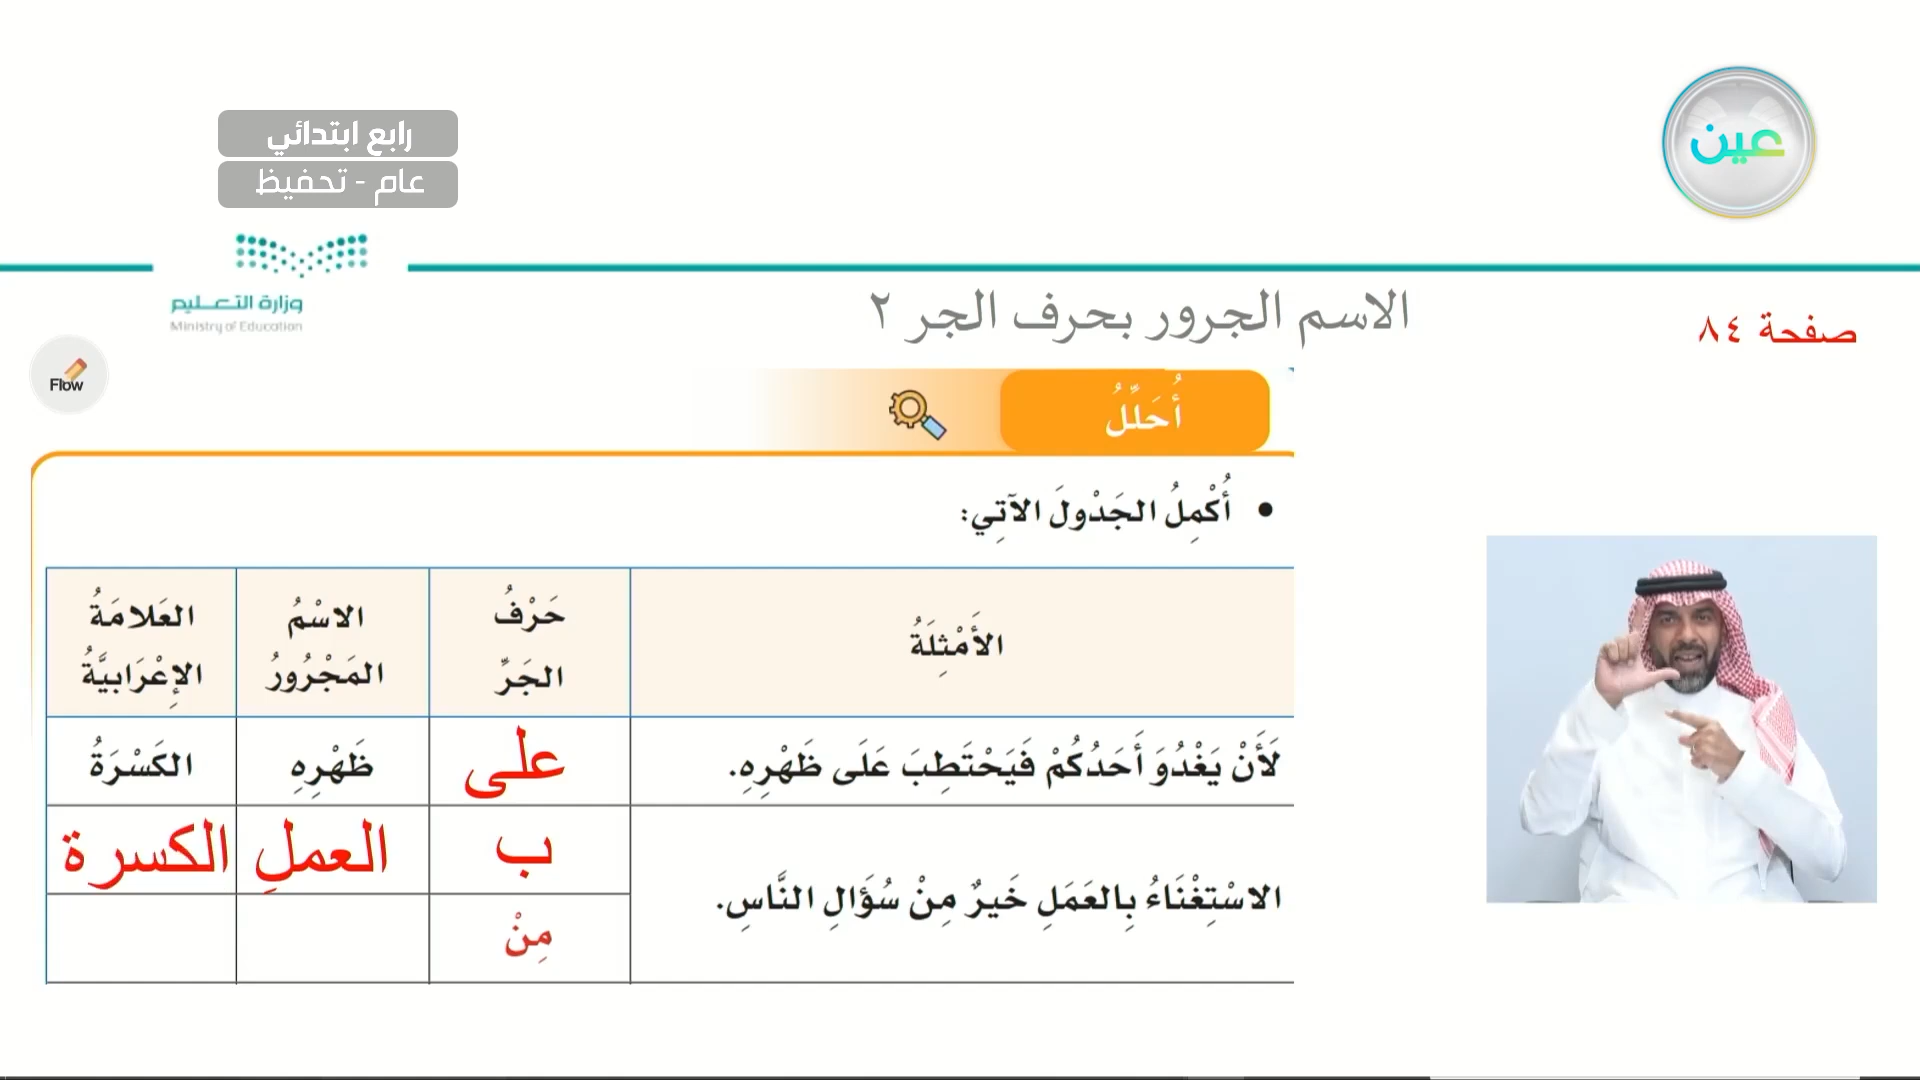 عين
رابع ابتدائي
عام - تحفيظ
وزارة التعليم
Ministry of Education
الاسم الجرور بحرف الجر ٢
صفحة ٨٤
Flow
أُحَلِّلُ
• أُكْمِلُ الجَدْولَ الآتِي:
الأَمْثِلَةُ
حَرْفُ الجَرِّ
الاسْمُ المَجْرُورُ
العَلامَةُ الإِعْرَابيَّةُ
لَأَنْ يَغْدُوَ أَحَدُكُمْ فَيَحْتَطِبَ عَلَى ظَهْرِهِ.
على
ظَهْرِهِ
الكَسْرَةُ
الاسْتِغْنَاءُ بِالعَمَلِ خَيرٌ مِنْ سُؤَالِ النَّاسِ.
ب
العملِ
الكسرة
مِنْ